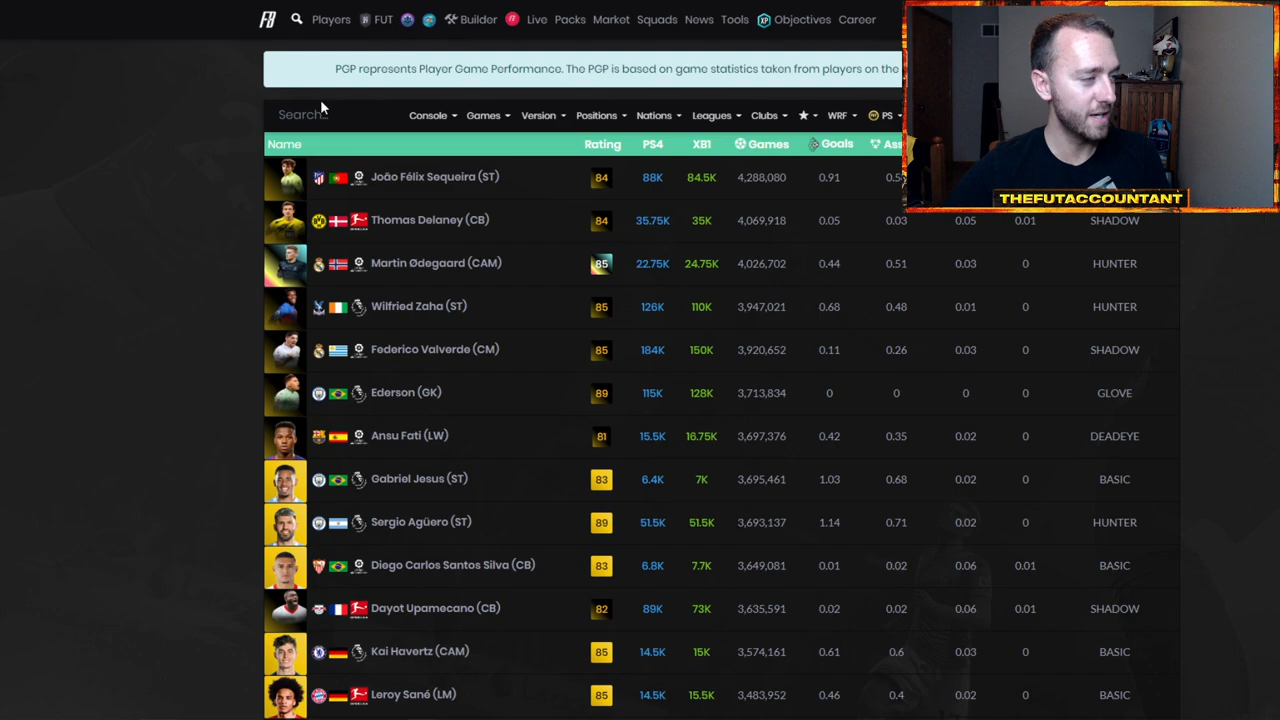 Players FUT Builder Live Packs Market Squads News Tools XP Objectives Career
PGP represents Player Game Performance. The PGP is based on game statistics taken from players on the
Search... Console Games Version Positions Nations Leagues Clubs WRF PS
Name Rating PS4 XB1 Games Goals
João Félix Sequeira (ST) 84 88K 84.5K 4,288,080 0.91
THEFUTACCOUNTANT
Thomas Delaney (CB) 84 35.75K 35K 4,069,918 0.05 0.03 0.05 0.01 SHADOW
Martin Ødegaard (CAM) 85 22.75K 24.75K 4,026,702 0.44 0.51 0.03 0 HUNTER
Wilfried Zaha (ST) 85 126K 110K 3,947,021 0.68 0.48 0.01 0 HUNTER
Federico Valverde (CM) 85 184K 150K 3,920,652 0.11 0.26 0.03 0 SHADOW
Ederson (GK) 89 115K 128K 3,713,834 0 0 0 0 GLOVE
Ansu Fati (LW) 81 15.5K 16.75K 3,697,376 0.42 0.35 0.02 0 DEADEYE
Gabriel Jesus (ST) 83 6.4K 7K 3,695,461 1.03 0.68 0.02 0 BASIC
Sergio Agüero (ST) 89 51.5K 51.5K 3,693,137 1.14 0.71 0.02 0 HUNTER
Diego Carlos Santos Silva (CB) 83 6.8K 7.7K 3,649,081 0.01 0.02 0.06 0.01 BASIC
Dayot Upamecano (CB) 82 89K 73K 3,635,591 0.02 0.02 0.06 0.01 SHADOW
Kai Havertz (CAM) 85 14.5K 15K 3,574,161 0.61 0.6 0.03 0 BASIC
Leroy Sané (LM) 85 14.5K 15.5K 3,483,952 0.46 0.4 0.02 0 BASIC